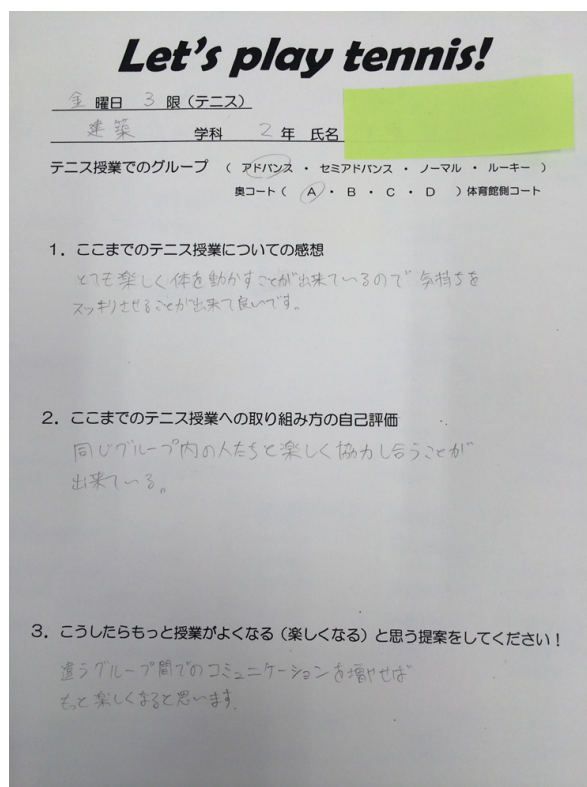 Let's play tennis!
金 曜日 3 限（テニス）
建築 学科 2 年 氏名
テニス授業でのグループ （ アドバンス ・ セミアドバンス ・ ノーマル ・ ルーキー ）
奥コート（ A ・ B ・ C ・ D ）体育館側コート
1．ここまでのテニス授業についての感想
とても楽しく体を動かすことが出来ているので気持ちを
スッキリさせることが出来て良いです。
2．ここまでのテニス授業への取り組み方の自己評価
同じグループ内の人たちと楽しく協力し合うことが
出来ている。
3．こうしたらもっと授業がよくなる（楽しくなる）と思う提案をしてください！
違うグループ間でのコミュニケーションを増やせば
もっと楽しくなると思います.